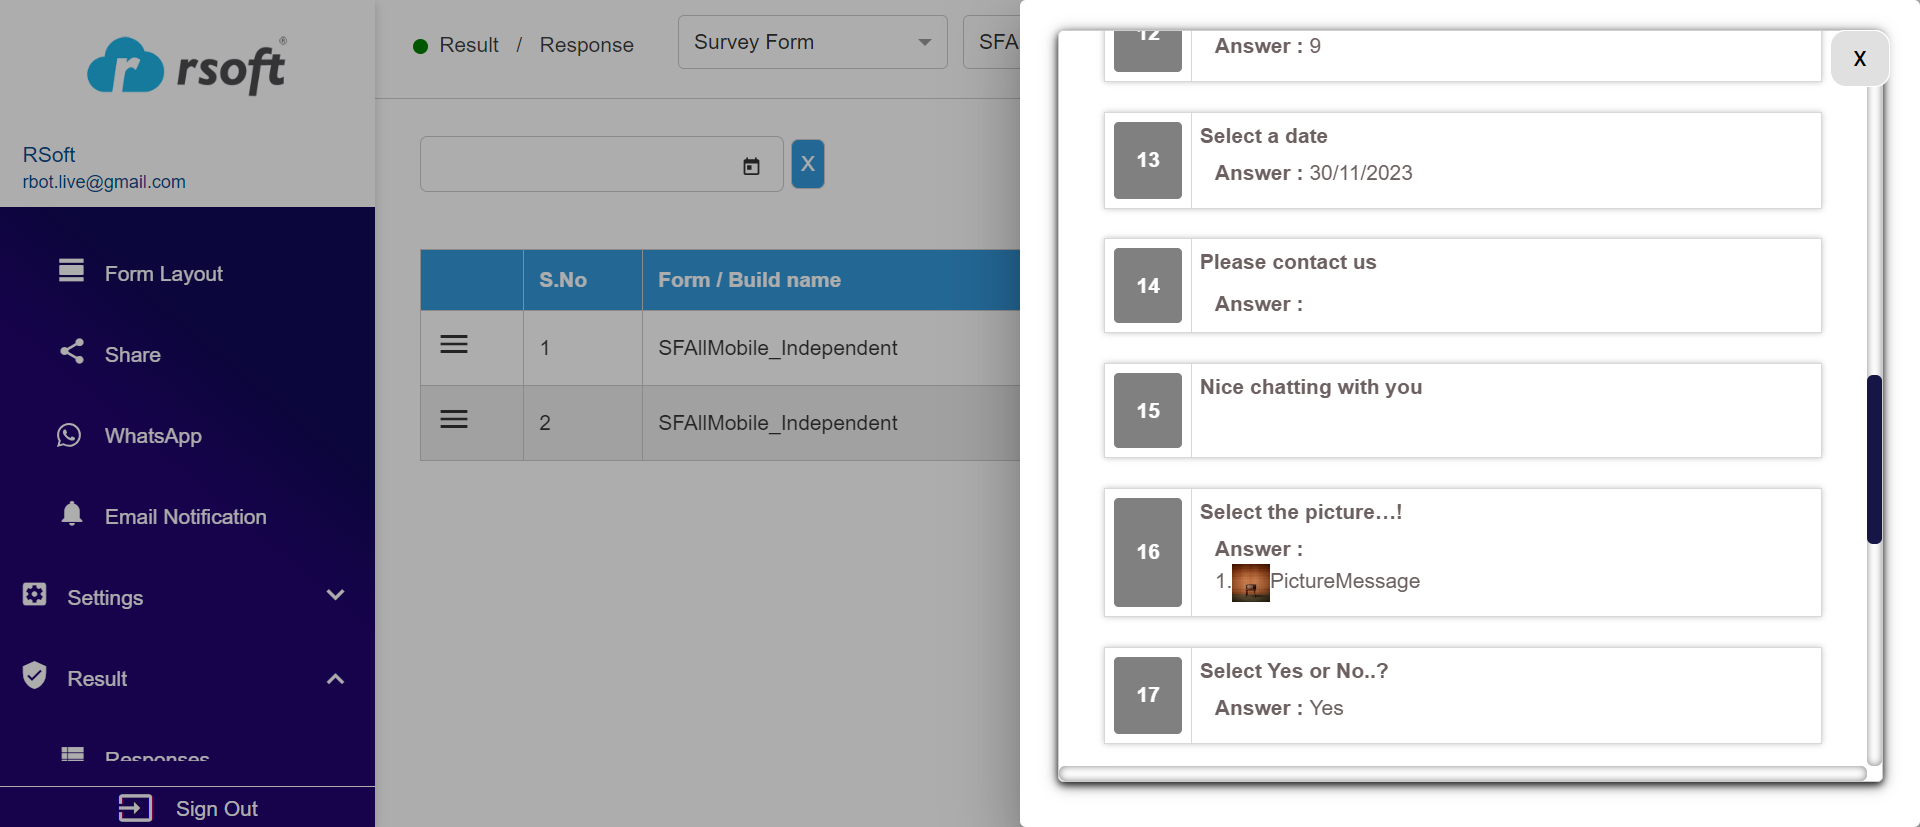 rsoft ®
RSoft
rbot.live@gmail.com
Form Layout
Share
WhatsApp
Email Notification
Settings
Result
Responses
Sign Out
Result / Response
Survey Form
SFA
X
S.No
Form / Build name
1
SFAllMobile_Independent
2
SFAllMobile_Independent
X
12
Answer : 9
13
Select a date
Answer : 30/11/2023
14
Please contact us
Answer :
15
Nice chatting with you
16
Select the picture...!
Answer :
1. PictureMessage
17
Select Yes or No..?
Answer : Yes